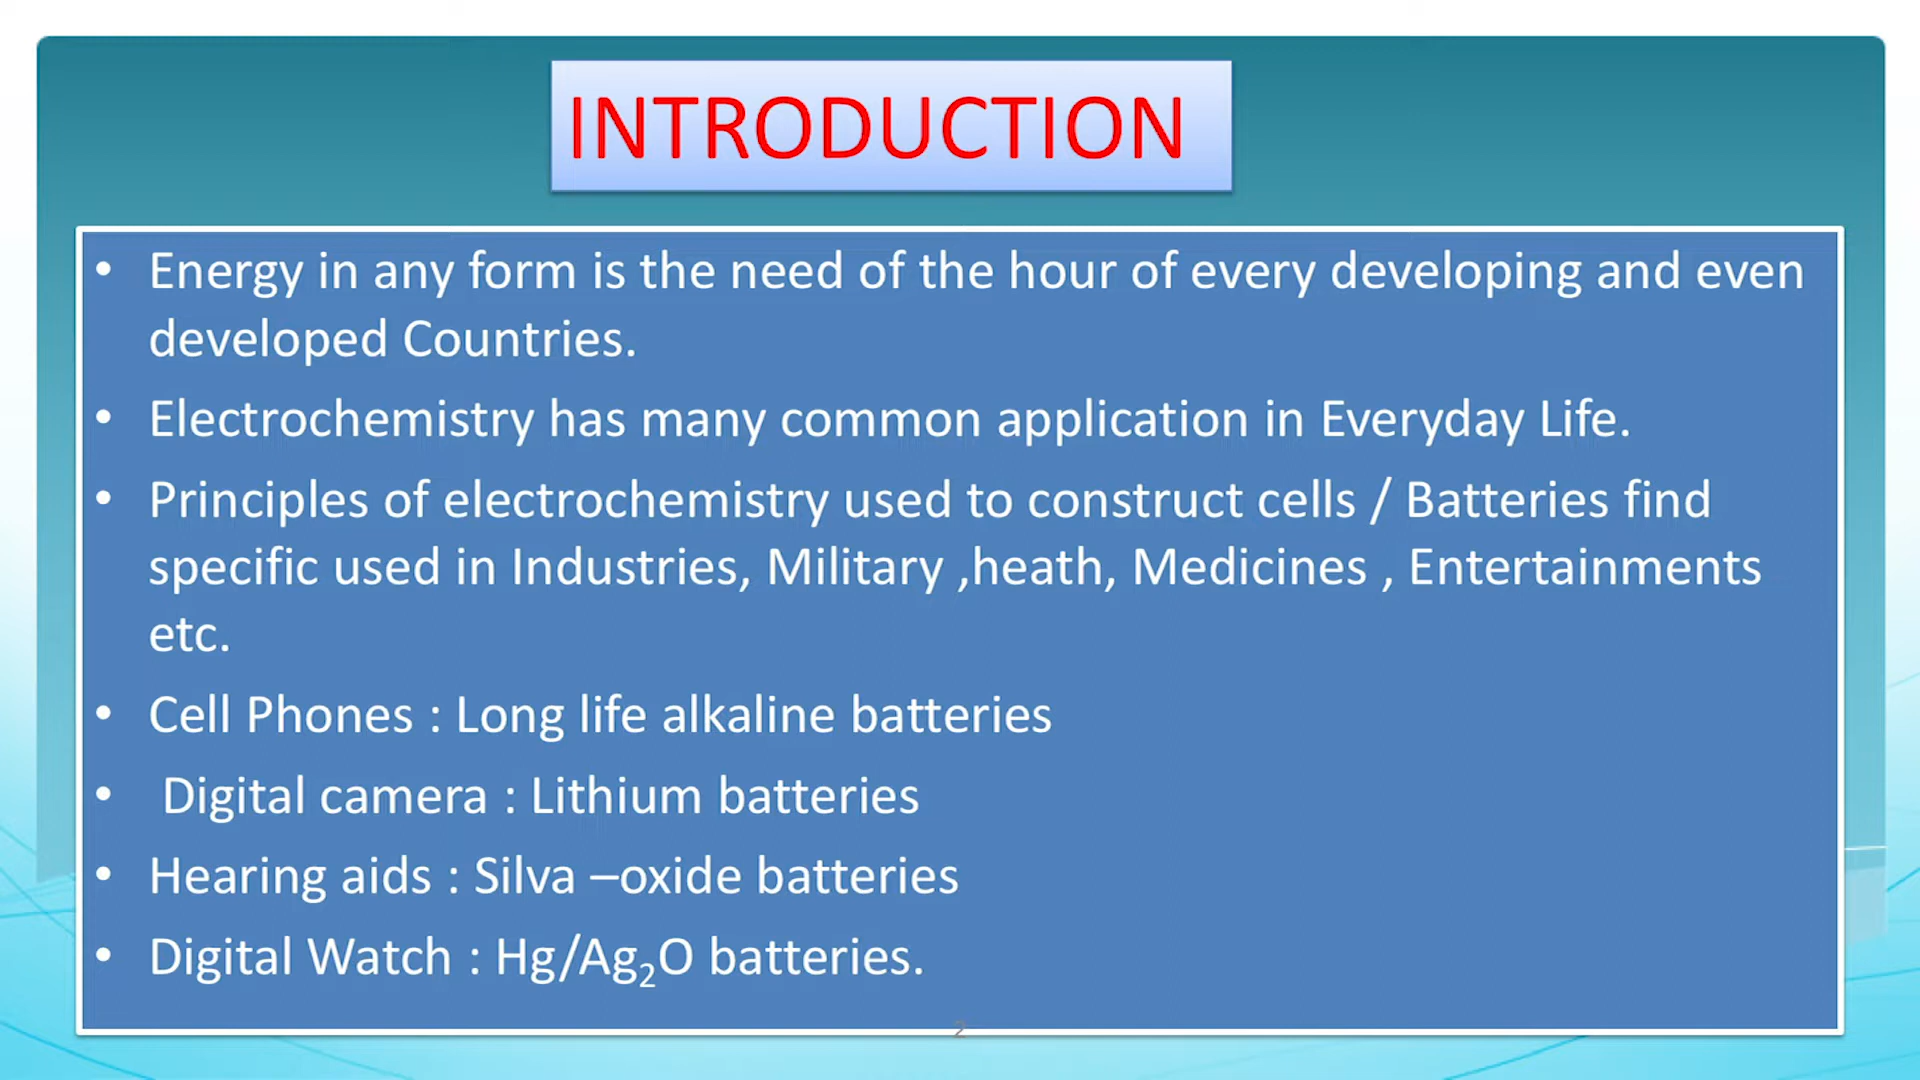 INTRODUCTION
• Energy in any form is the need of the hour of every developing and even
developed Countries.
• Electrochemistry has many common application in Everyday Life.
• Principles of electrochemistry used to construct cells / Batteries find
specific used in Industries, Military ,heath, Medicines , Entertainments
etc.
• Cell Phones : Long life alkaline batteries
• Digital camera : Lithium batteries
• Hearing aids : Silva –oxide batteries
• Digital Watch : Hg/Ag₂O batteries.
2